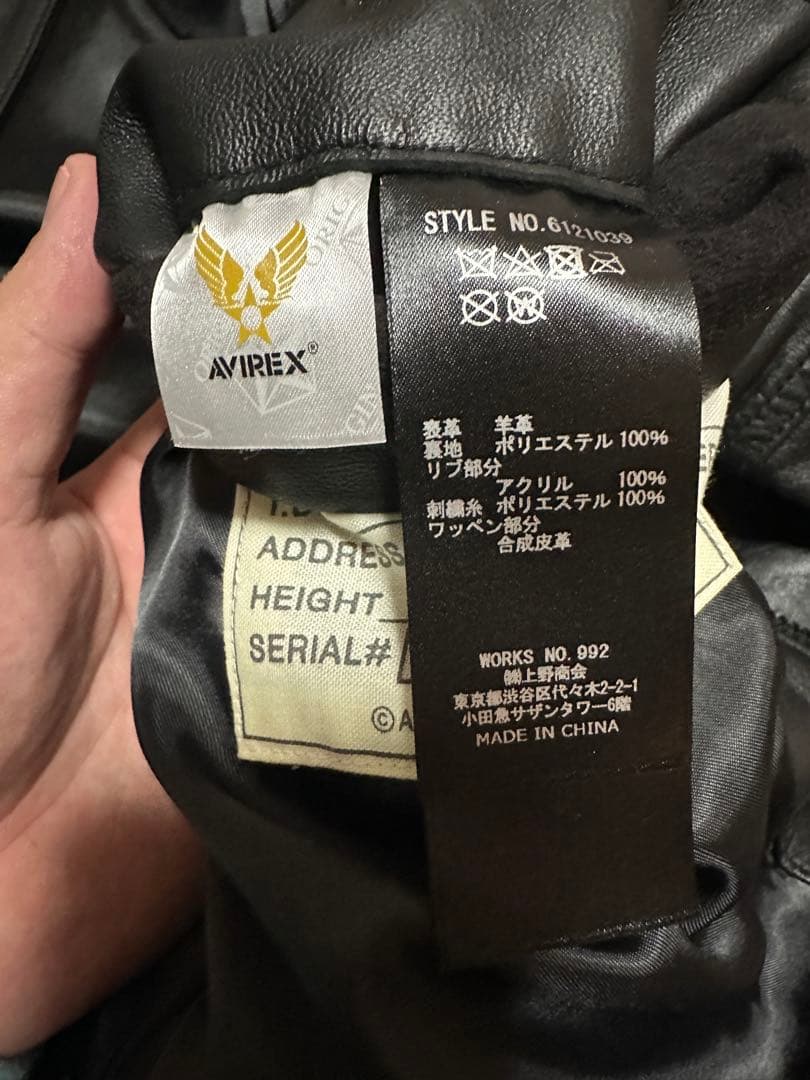 AVIREX®
STYLE NO.6121039
表革 羊革
裏地 ポリエステル 100%
リブ部分
アクリル 100%
刺繍糸 ポリエステル 100%
ワッペン部分
合成皮革
WORKS NO.992
㈱上野商会
東京都渋谷区代々木2-2-1
小田急サザンタワー6階
MADE IN CHINA
ADDRESS
HEIGHT
SERIAL#
©A